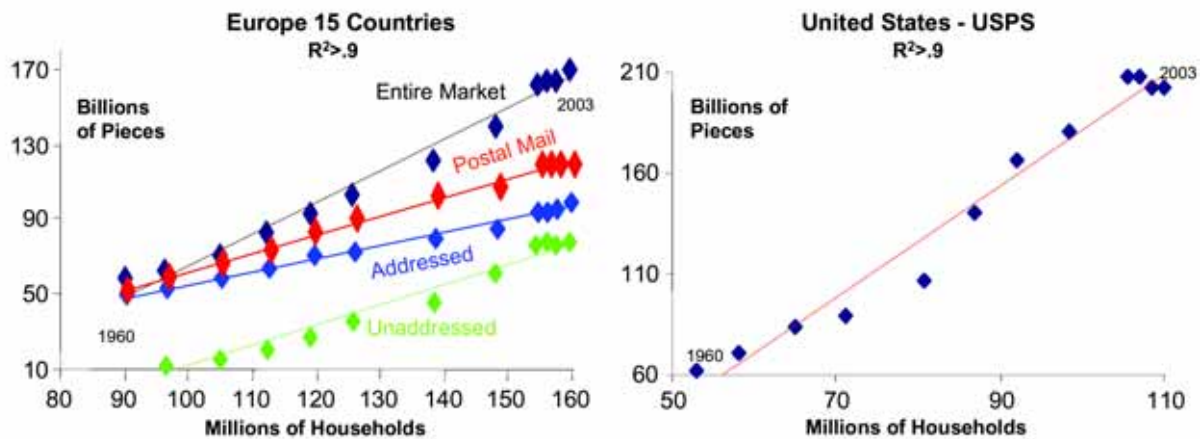 Europe 15 Countries
R²>.9
170
130
90
50
10
Billions
of Pieces
Entire Market
2003
Postal Mail
Addressed
Unaddressed
1960
80 90 100 110 120 130 140 150 160
Millions of Households
United States - USPS
R²>.9
210
160
110
60
Billions of
Pieces
2003
1960
50 70 90 110
Millions of Households